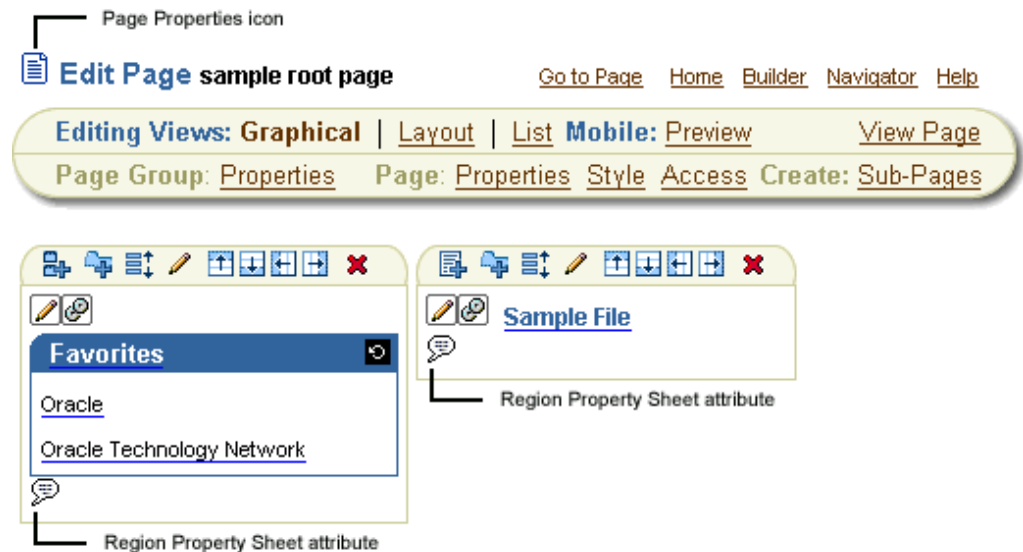 Page Properties icon
Edit Page sample root page Go to Page Home Builder Navigator Help
Editing Views: Graphical | Layout | List Mobile: Preview View Page
Page Group: Properties Page: Properties Style Access Create: Sub-Pages
Favorites
Oracle
Oracle Technology Network
Region Property Sheet attribute
Sample File
Region Property Sheet attribute